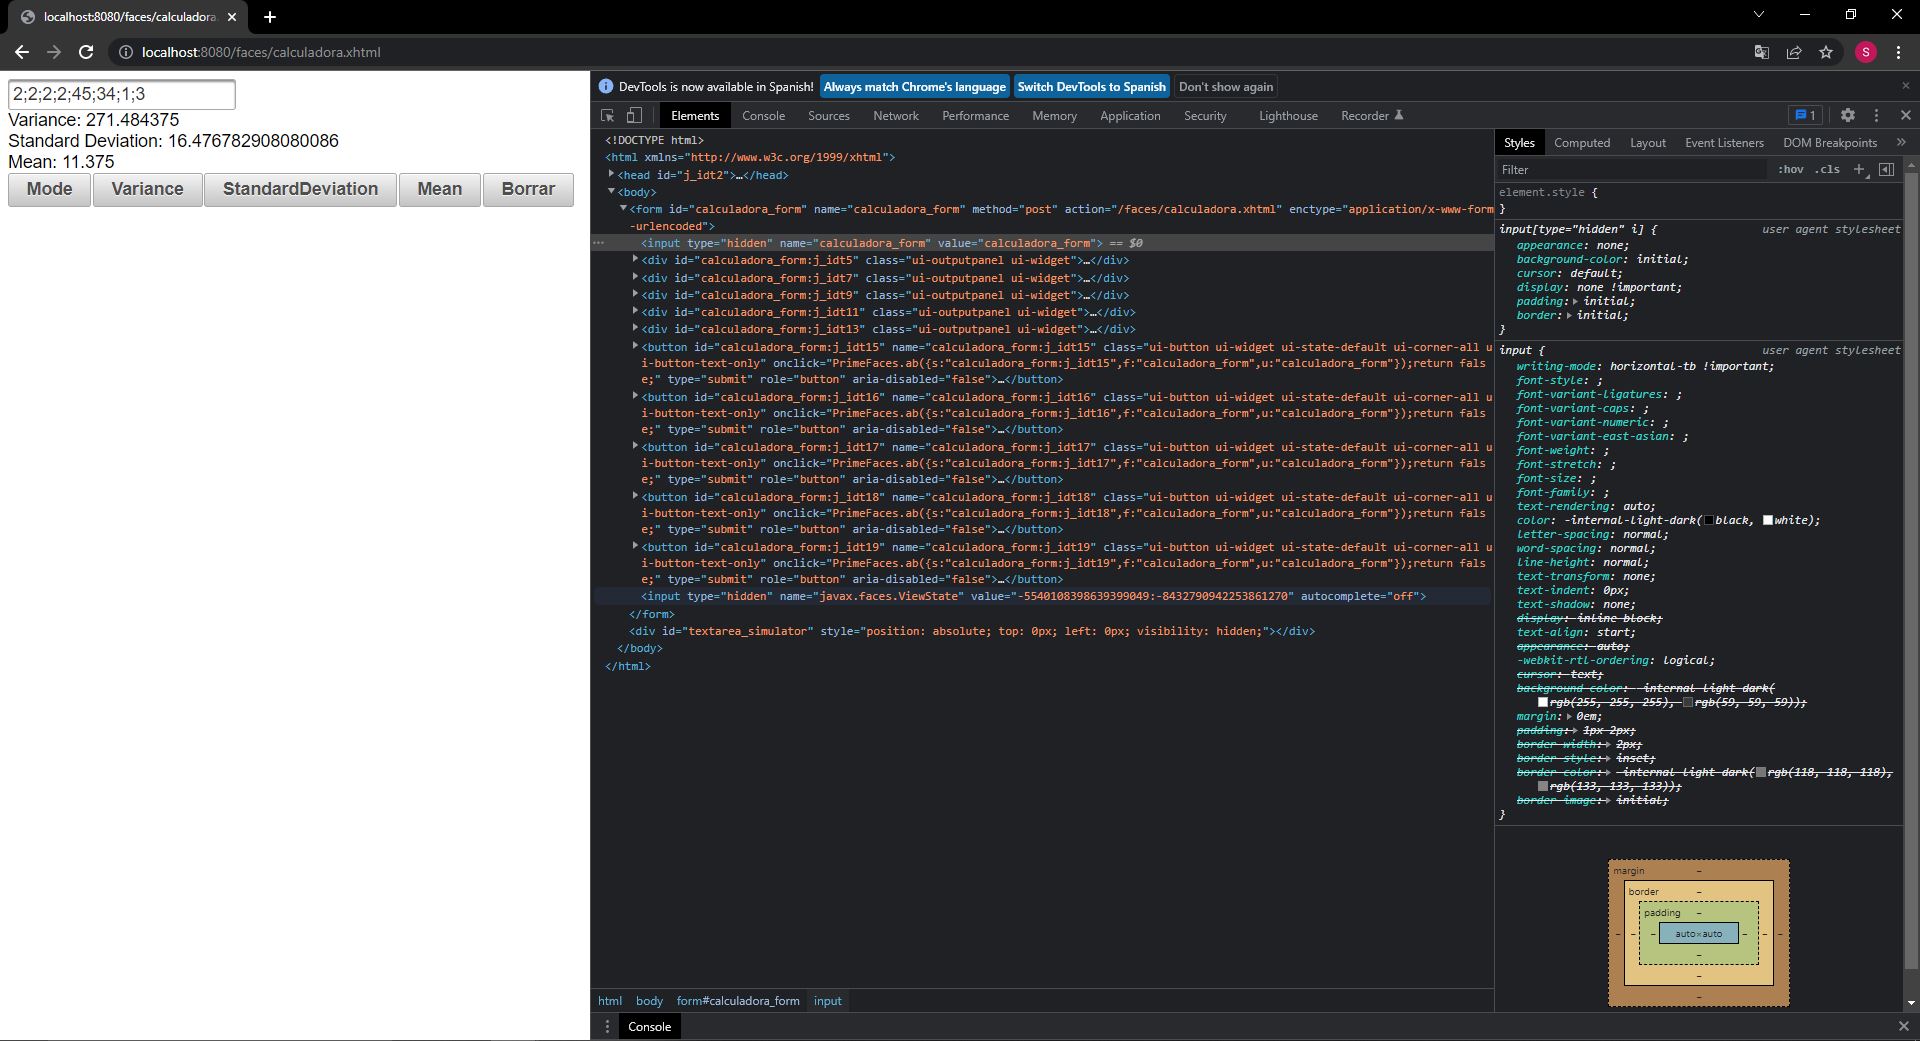 localhost:8080/faces/calculadora.
localhost:8080/faces/calculadora.xhtml
S
2;2;2;2;45;34;1;3
Variance: 271.484375
Standard Deviation: 16.476782908080086
Mean: 11.375
Mode Variance StandardDeviation Mean Borrar
DevTools is now available in Spanish! Always match Chrome's language Switch DevTools to Spanish Don't show again
Elements Console Sources Network Performance Memory Application Security Lighthouse Recorder 1
<!DOCTYPE html>
<html xmlns="http://www.w3c.org/1999/xhtml">
<head id="j_idt2">…</head>
<body>
<form id="calculadora_form" name="calculadora_form" method="post" action="/faces/calculadora.xhtml" enctype="application/x-www-form
-urlencoded">
<input type="hidden" name="calculadora_form" value="calculadora_form"> == $0
<div id="calculadora_form:j_idt5" class="ui-outputpanel ui-widget">…</div>
<div id="calculadora_form:j_idt7" class="ui-outputpanel ui-widget">…</div>
<div id="calculadora_form:j_idt9" class="ui-outputpanel ui-widget">…</div>
<div id="calculadora_form:j_idt11" class="ui-outputpanel ui-widget">…</div>
<div id="calculadora_form:j_idt13" class="ui-outputpanel ui-widget">…</div>
<button id="calculadora_form:j_idt15" name="calculadora_form:j_idt15" class="ui-button ui-widget ui-state-default ui-corner-all u
i-button-text-only" onclick="PrimeFaces.ab({s:"calculadora_form:j_idt15",f:"calculadora_form",u:"calculadora_form"});return fals
e;" type="submit" role="button" aria-disabled="false">…</button>
<button id="calculadora_form:j_idt16" name="calculadora_form:j_idt16" class="ui-button ui-widget ui-state-default ui-corner-all u
i-button-text-only" onclick="PrimeFaces.ab({s:"calculadora_form:j_idt16",f:"calculadora_form",u:"calculadora_form"});return fals
e;" type="submit" role="button" aria-disabled="false">…</button>
<button id="calculadora_form:j_idt17" name="calculadora_form:j_idt17" class="ui-button ui-widget ui-state-default ui-corner-all u
i-button-text-only" onclick="PrimeFaces.ab({s:"calculadora_form:j_idt17",f:"calculadora_form",u:"calculadora_form"});return fals
e;" type="submit" role="button" aria-disabled="false">…</button>
<button id="calculadora_form:j_idt18" name="calculadora_form:j_idt18" class="ui-button ui-widget ui-state-default ui-corner-all u
i-button-text-only" onclick="PrimeFaces.ab({s:"calculadora_form:j_idt18",f:"calculadora_form",u:"calculadora_form"});return fals
e;" type="submit" role="button" aria-disabled="false">…</button>
<button id="calculadora_form:j_idt19" name="calculadora_form:j_idt19" class="ui-button ui-widget ui-state-default ui-corner-all u
i-button-text-only" onclick="PrimeFaces.ab({s:"calculadora_form:j_idt19",f:"calculadora_form",u:"calculadora_form"});return fals
e;" type="submit" role="button" aria-disabled="false">…</button>
<input type="hidden" name="javax.faces.ViewState" value="-5540108398639399049:-8432790942253861270" autocomplete="off">
</form>
<div id="textarea_simulator" style="position: absolute; top: 0px; left: 0px; visibility: hidden;"></div>
</body>
</html>
html body form#calculadora_form input
Console
Styles Computed Layout Event Listeners DOM Breakpoints
Filter :hov .cls
element.style {
}
input[type="hidden" i] { user agent stylesheet
appearance: none;
background-color: initial;
cursor: default;
display: none !important;
padding: initial;
border: initial;
}
input { user agent stylesheet
writing-mode: horizontal-tb !important;
font-style: ;
font-variant-ligatures: ;
font-variant-caps: ;
font-variant-numeric: ;
font-variant-east-asian: ;
font-weight: ;
font-stretch: ;
font-size: ;
font-family: ;
text-rendering: auto;
color: -internal-light-dark(black, white);
letter-spacing: normal;
word-spacing: normal;
line-height: normal;
text-transform: none;
text-indent: 0px;
text-shadow: none;
display: inline-block;
text-align: start;
appearance: auto;
-webkit-rtl-ordering: logical;
cursor: text;
background-color: -internal-light-dark(
rgb(255, 255, 255), rgb(59, 59, 59));
margin: 0em;
padding: 1px 2px;
border-width: 2px;
border-style: inset;
border-color: -internal-light-dark(rgb(118, 118, 118),
rgb(133, 133, 133));
border-image: initial;
}
margin –
border –
padding –
– – – auto×auto – – –
–
–
–